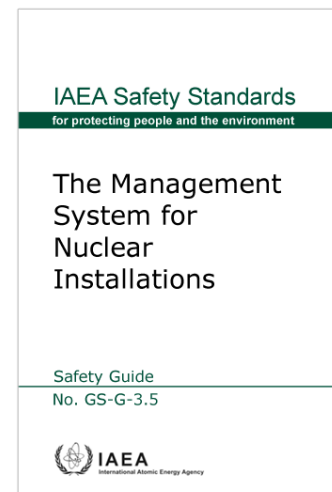 IAEA Safety Standards
for protecting people and the environment
The Management
System for
Nuclear
Installations
Safety Guide
No. GS-G-3.5
IAEA
International Atomic Energy Agency